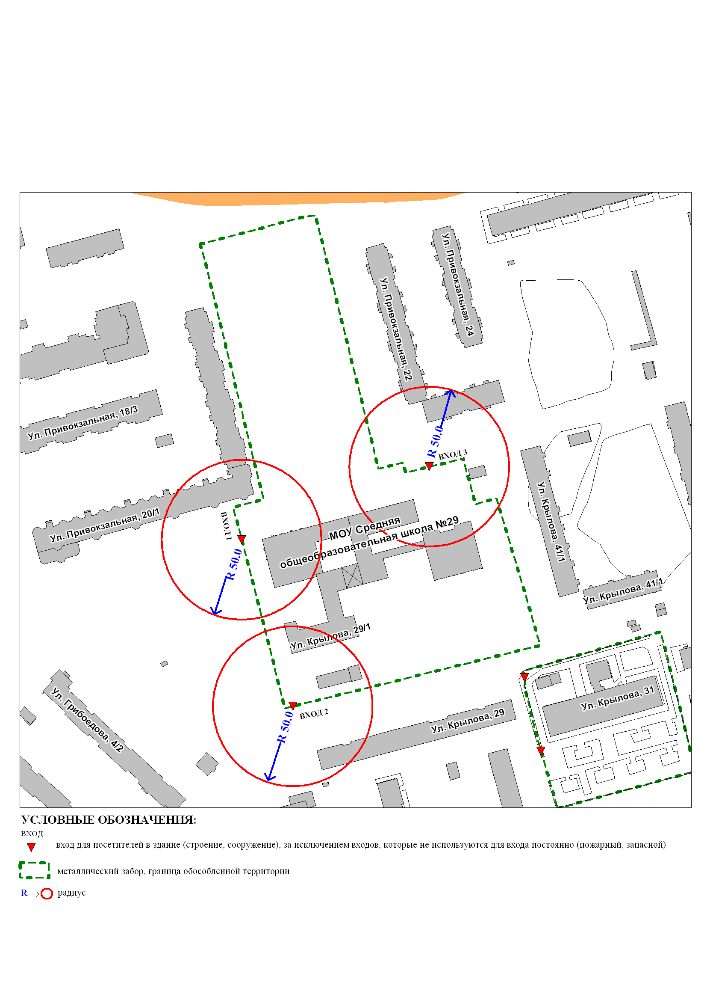 Ул. Привокзальная, 24
Ул. Привокзальная, 22
Ул. Привокзальная, 18/3
R 50.0
ВХОД 3
Ул. Привокзальная, 20/1
ВХОД 1
R 50.0
МОУ Средняя
общеобразовательная школа №29
Ул. Крылова, 41/1
Ул. Крылова, 41/1
Ул. Крылова, 29/1
Ул. Грибоедова, 4/2
R 50.0
ВХОД 2
Ул. Крылова, 29
Ул. Крылова, 31
УСЛОВНЫЕ ОБОЗНАЧЕНИЯ:
ВХОД
вход для посетителей в здание (строение, сооружение), за исключением входов, которые не используются для входа постоянно (пожарный, запасной)
металлический забор, граница обособленной территории
R
радиус